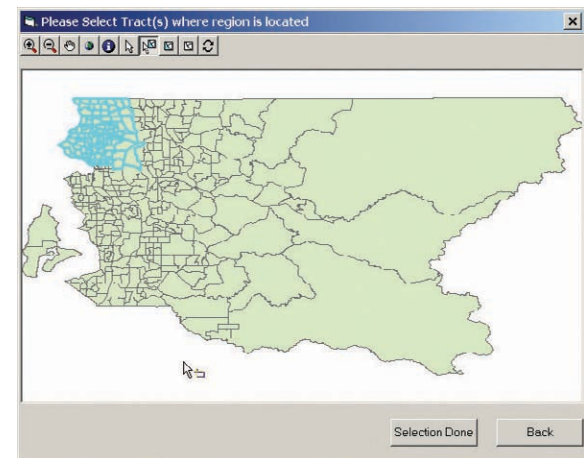 Please Select Tract(s) where region is located
Selection Done
Back